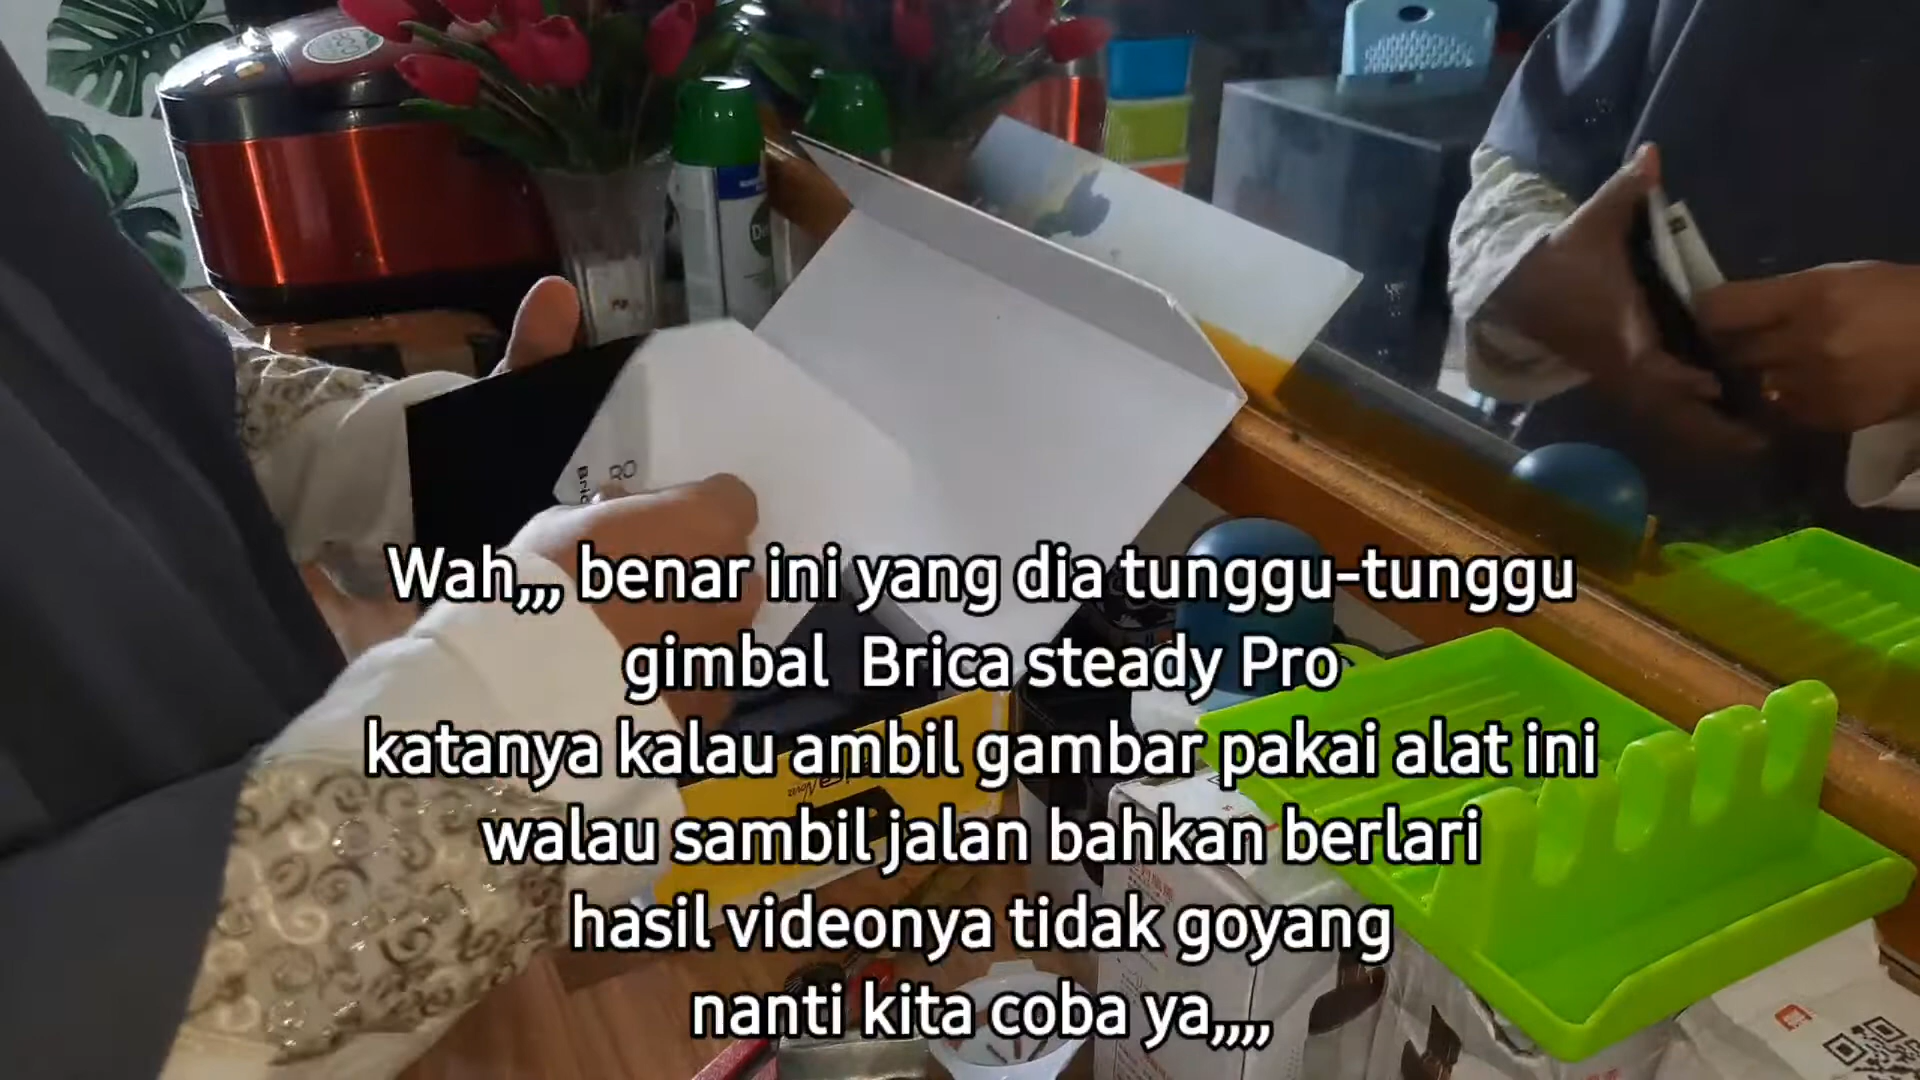 Wah,,,, benar ini yang dia tunggu-tunggu
gimbal Brica steady Pro
katanya kalau ambil gambar pakai alat ini
walau sambil jalan bahkan berlari
hasil videonya tidak goyang
nanti kita coba ya,,,,,